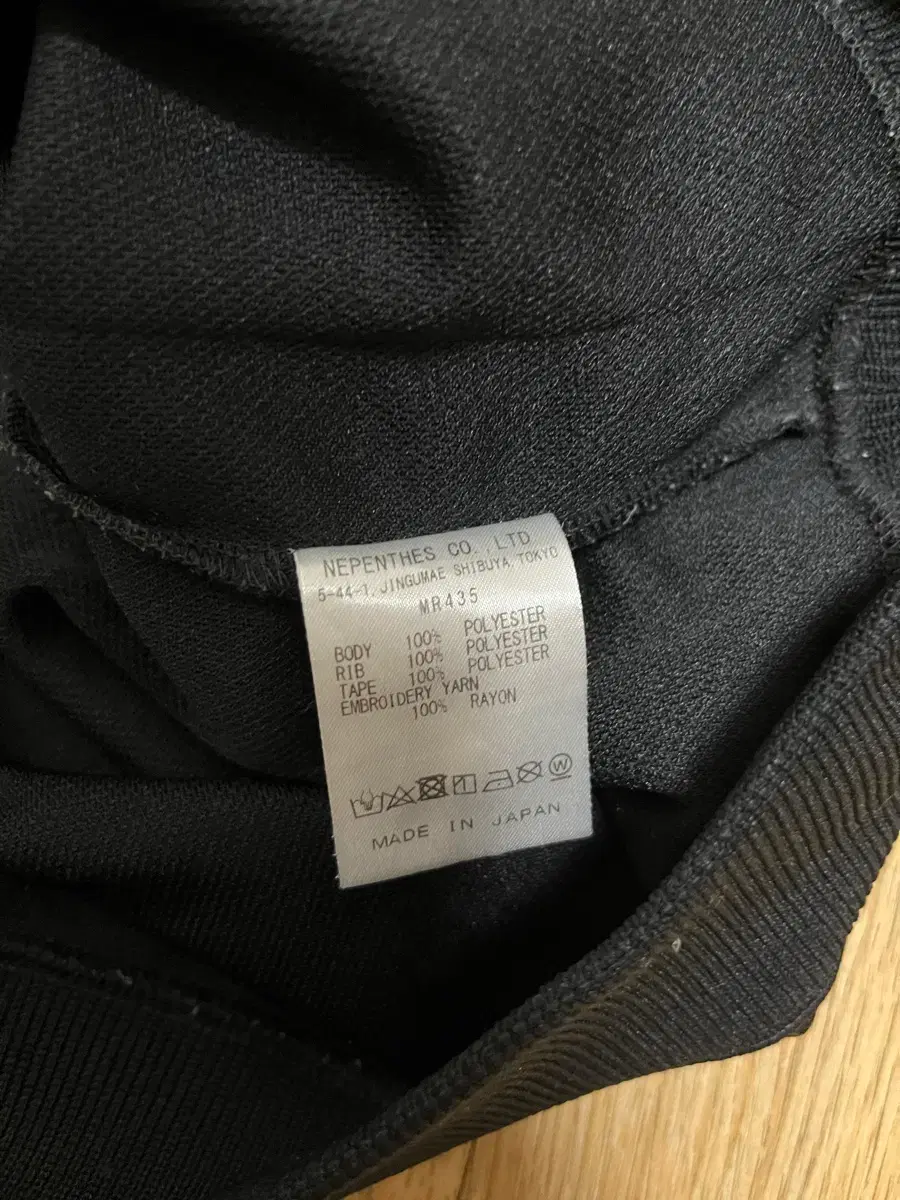 NEPENTHES CO.,LTD
5-44-1, JINGUMAE SHIBUYA, TOKYO
MR435
BODY 100% POLYESTER
RIB 100% POLYESTER
TAPE 100% POLYESTER
EMBROIDERY YARN
100% RAYON
W
MADE IN JAPAN